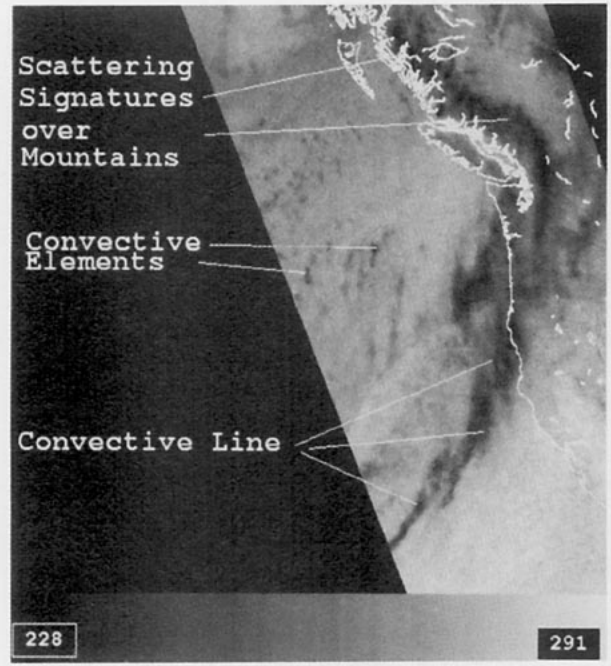 Scattering
Signatures
over
Mountains
Convective
Elements
Convective Line
228
291